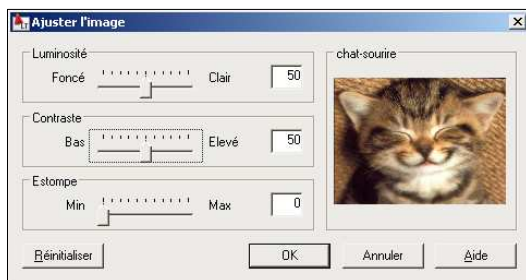 Ajuster l'image
Luminosité
Foncé Clair 50
Contraste
Bas Elevé 50
Estompe
Min Max 0
chat-sourire
Réinitialiser OK Annuler Aide